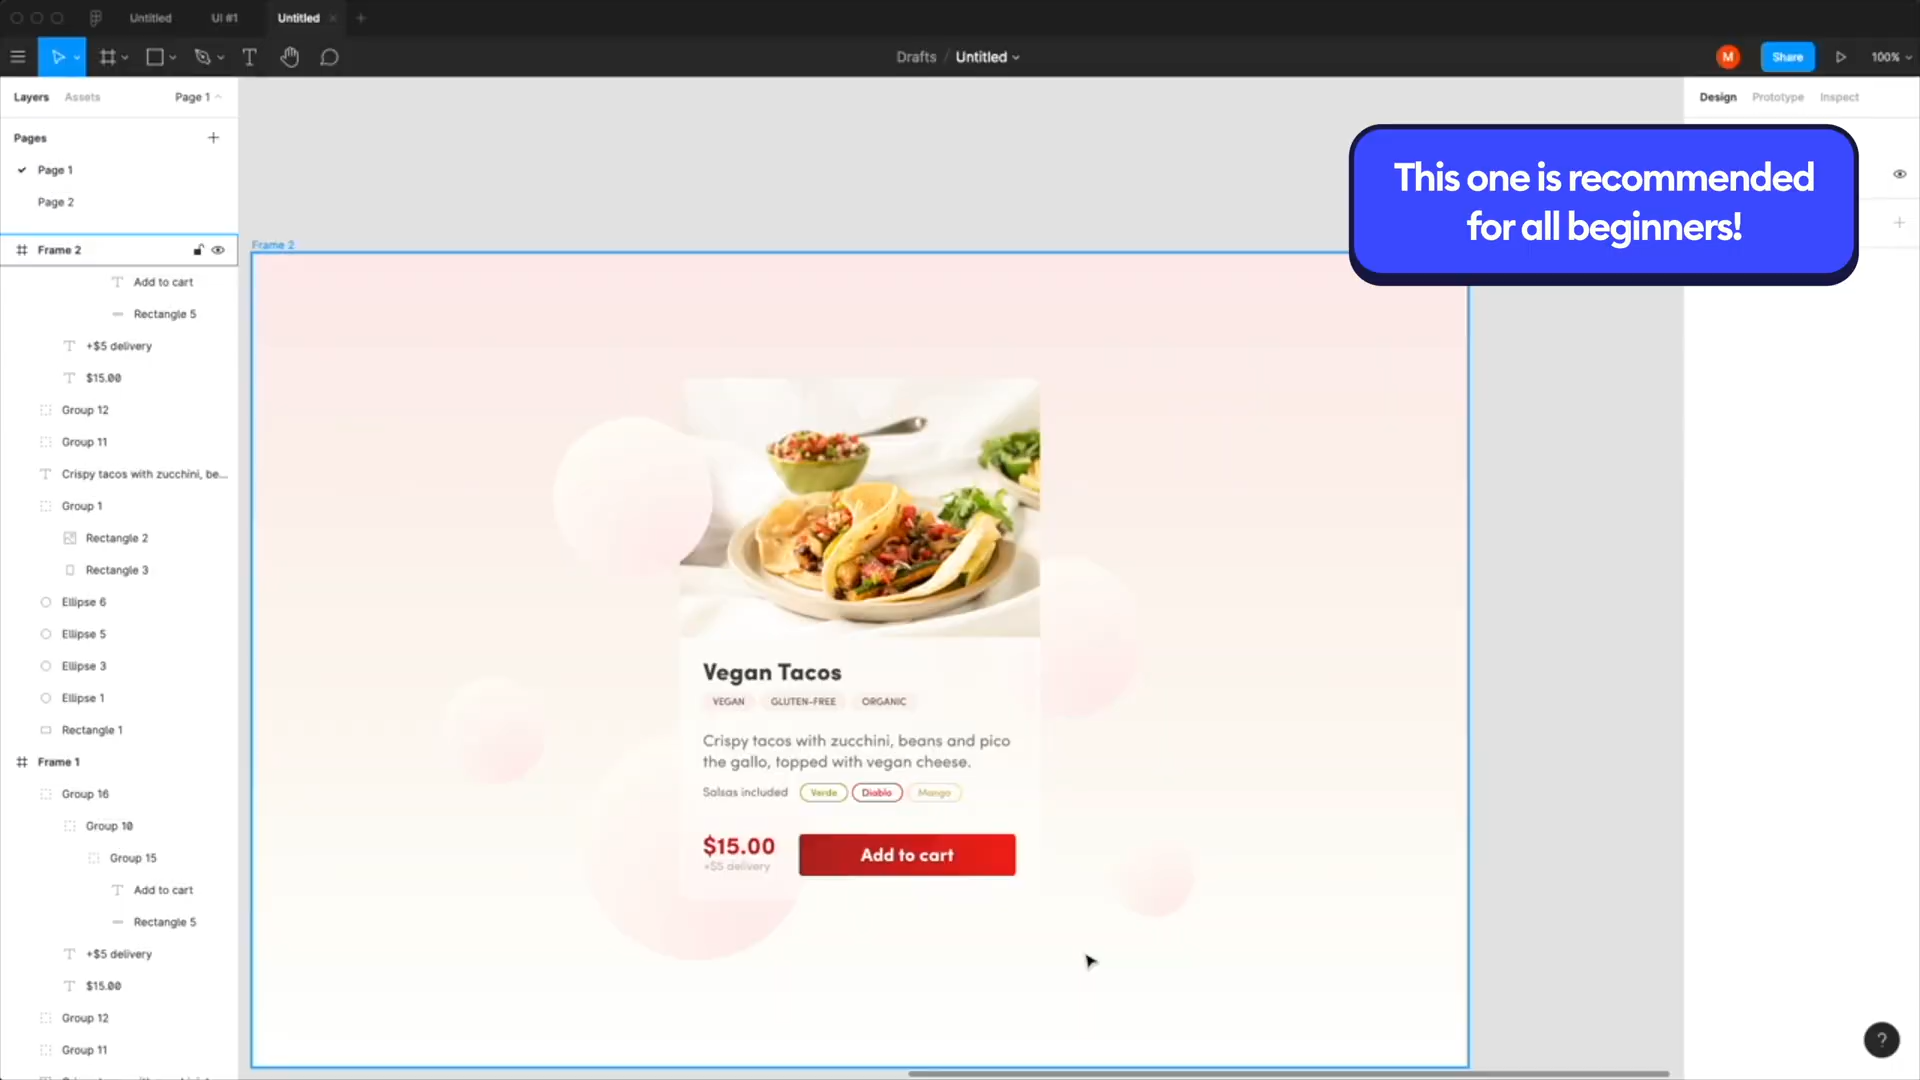 Untitled
UI #1
Untitled
Drafts / Untitled
M
Share
100%
Layers
Assets
Page 1
Design
Prototype
Inspect
Pages
Page 1
Page 2
This one is recommended
for all beginners!
Frame 2
Frame 2
Add to cart
Rectangle 5
+$5 delivery
$15.00
Group 12
Group 11
Crispy tacos with zucchini, be...
Group 1
Rectangle 2
Rectangle 3
Ellipse 6
Ellipse 5
Ellipse 3
Ellipse 1
Rectangle 1
Frame 1
Group 16
Group 10
Group 15
Add to cart
Rectangle 5
+$5 delivery
$15.00
Group 12
Group 11
Vegan Tacos
VEGAN
GLUTEN-FREE
ORGANIC
Crispy tacos with zucchini, beans and pico
the gallo, topped with vegan cheese.
Salsas included
Verde
Diablo
Mango
$15.00
+$5 delivery
Add to cart
?